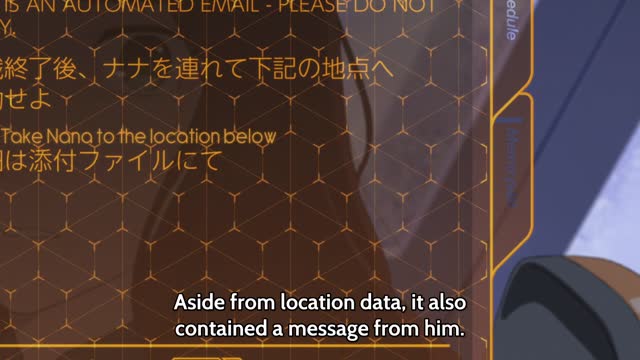 IS AN AUTOMATED EMAIL - PLEASE DO NOT
Y.
終了後、ナナを連れて下記の地点へ
せよ
Take Nana to the location below
は添付ファイルにて
edule
Aside from location data, it also
contained a message from him.